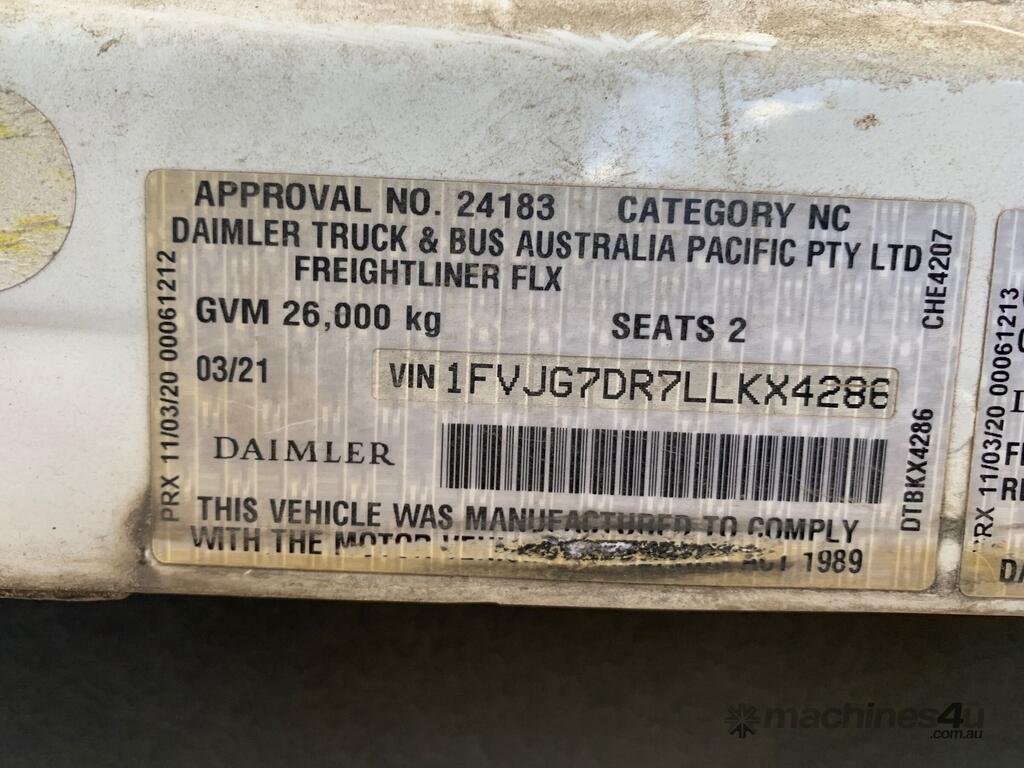 APPROVAL NO. 24183 CATEGORY NC
DAIMLER TRUCK & BUS AUSTRALIA PACIFIC PTY LTD
FREIGHTLINER FLX
GVM 26,000 kg SEATS 2
03/21 VIN 1FVJG7DR7LLKX4286
DAIMLER
THIS VEHICLE WAS MANUFACTURED TO COMPLY
WITH THE MOTOR ACT 1989
PRX 11/03/20 00061212
CHE4207
DTBKX4286
PRX 11/03/20 00061213
machines4u
.com.au